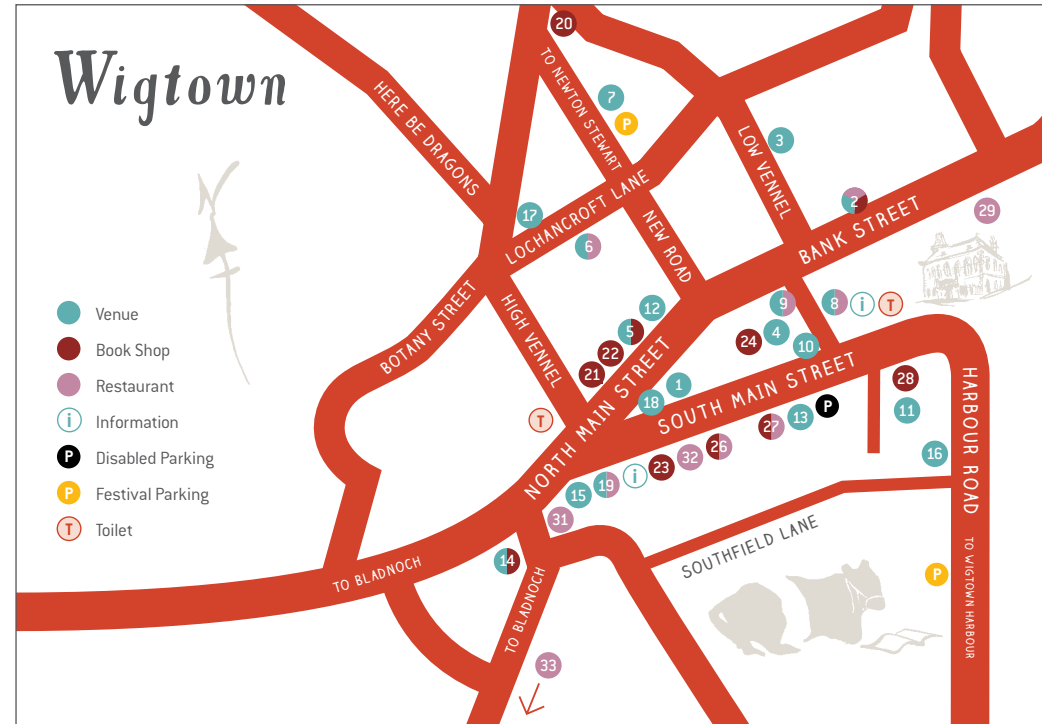 Wigtown
N
HERE BE DRAGONS
20
TO NEWTON STEWART
7
P
3
LOW VENNEL
17
LOCHANCROFT LANE
6
NEW ROAD
2
BANK STREET
29
BOTANY STREET
HIGH VENNEL
12
5
22
21
9
8
i
T
24
4
10
Venue
Book Shop
Restaurant
i Information
P Disabled Parking
P Festival Parking
T Toilet
1
18
T
NORTH MAIN STREET
SOUTH MAIN STREET
28
11
16
HARBOUR ROAD
P
13
27
26
32
23
i
19
15
31
14
TO BLADNOCH
TO BLADNOCH
SOUTHFIELD LANE
P
TO WIGTOWN HARBOUR
33